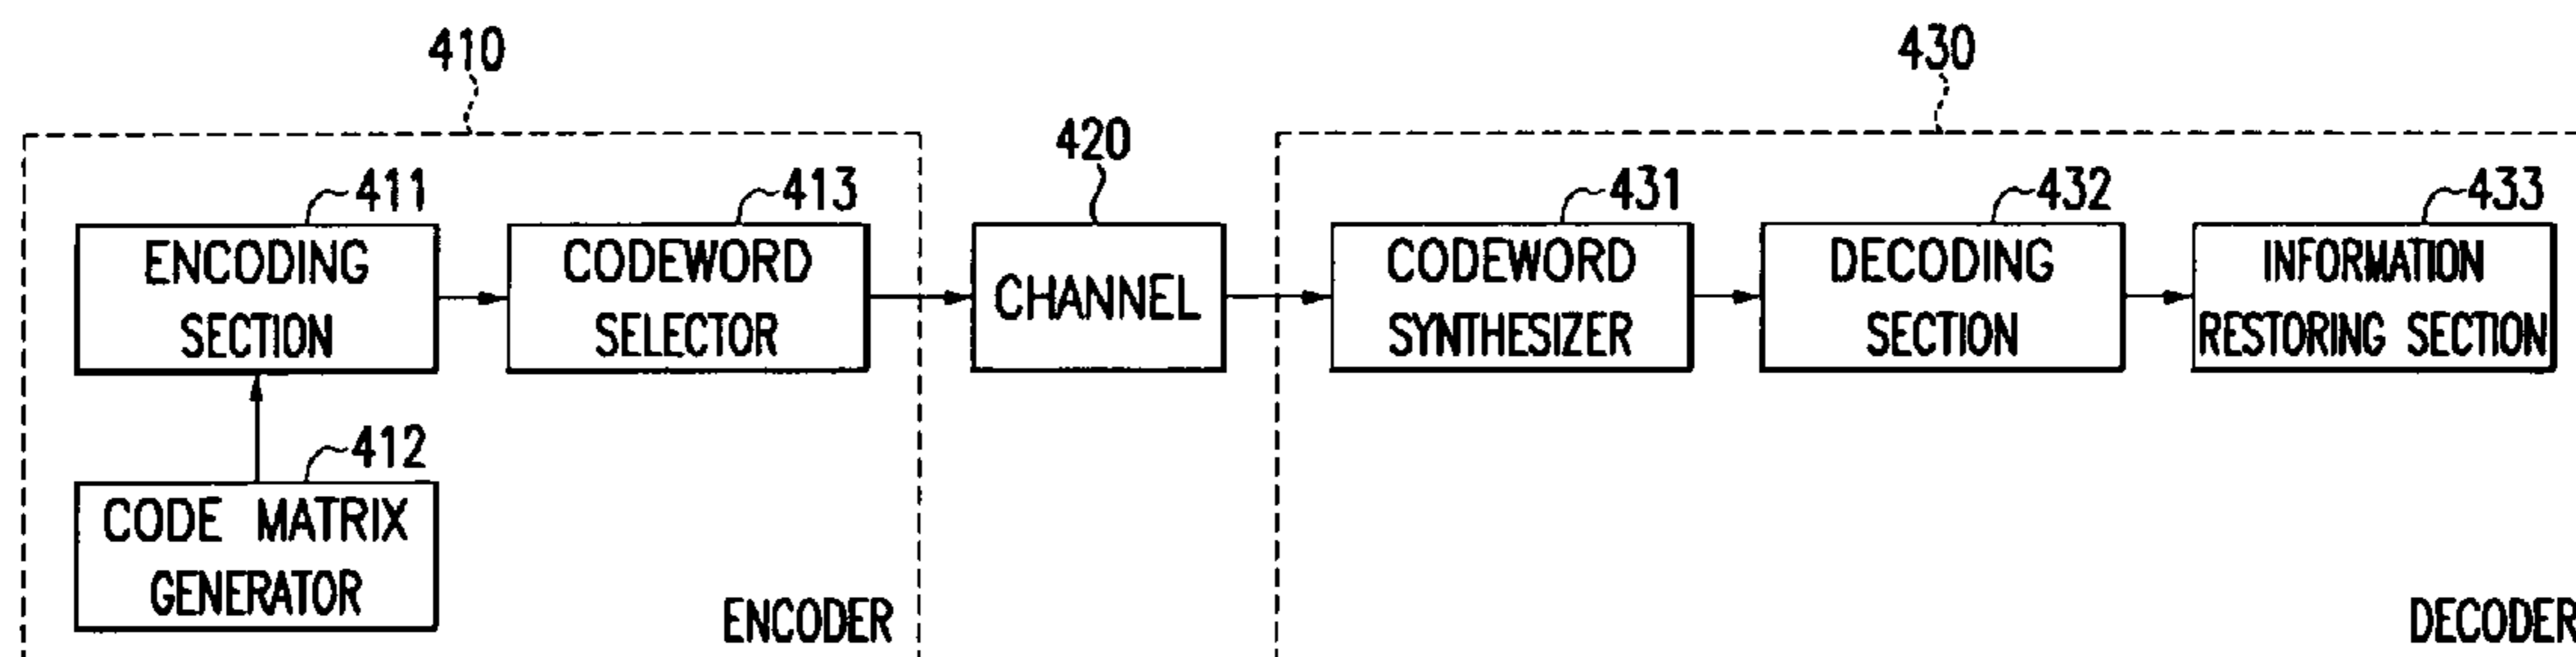 410
430
420
411
413
431
432
433
ENCODING
SECTION
CODEWORD
SELECTOR
CHANNEL
CODEWORD
SYNTHESIZER
DECODING
SECTION
INFORMATION
RESTORING SECTION
412
CODE MATRIX
GENERATOR
ENCODER
DECODER